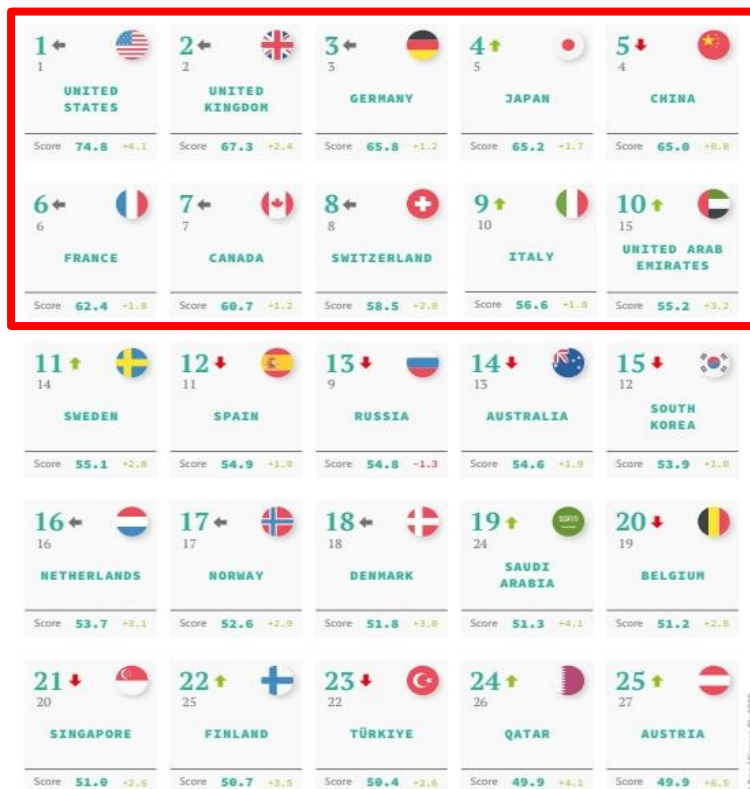 1 2 3 4 5
1 2 3 5 4
UNITED STATES UNITED KINGDOM GERMANY JAPAN CHINA
Score 74.8 +4.1 Score 67.3 +2.4 Score 65.8 +1.2 Score 65.2 +1.7 Score 65.0 +0.8
6 7 8 9 10
6 7 8 10 15
FRANCE CANADA SWITZERLAND ITALY UNITED ARAB EMIRATES
Score 62.4 +1.8 Score 60.7 +1.2 Score 58.5 +2.0 Score 56.6 +1.8 Score 55.2 +3.2
11 12 13 14 15
14 11 9 13 12
SWEDEN SPAIN RUSSIA AUSTRALIA SOUTH KOREA
Score 55.1 +2.8 Score 54.9 +1.8 Score 54.8 -1.3 Score 54.6 +1.9 Score 53.9 +1.0
16 17 18 19 20
16 17 18 24 19
NETHERLANDS NORWAY DENMARK SAUDI ARABIA BELGIUM
Score 53.7 +3.1 Score 52.6 +2.9 Score 51.8 +3.0 Score 51.3 +4.1 Score 51.2 +2.8
21 22 23 24 25
20 25 22 26 27
SINGAPORE FINLAND TÜRKIYE QATAR AUSTRIA
Score 51.0 +2.6 Score 50.7 +3.5 Score 50.4 +2.6 Score 49.9 +4.1 Score 49.9 +6.5